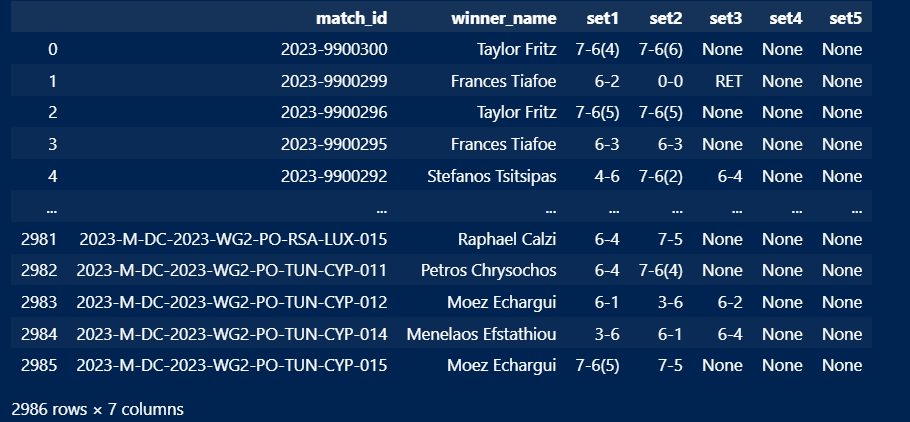 match_id winner_name set1 set2 set3 set4 set5
0 2023-9900300 Taylor Fritz 7-6(4) 7-6(6) None None None
1 2023-9900299 Frances Tiafoe 6-2 0-0 RET None None
2 2023-9900296 Taylor Fritz 7-6(5) 7-6(5) None None None
3 2023-9900295 Frances Tiafoe 6-3 6-3 None None None
4 2023-9900292 Stefanos Tsitsipas 4-6 7-6(2) 6-4 None None
... ... ... ... ... ... ... ...
2981 2023-M-DC-2023-WG2-PO-RSA-LUX-015 Raphael Calzi 6-4 7-5 None None None
2982 2023-M-DC-2023-WG2-PO-TUN-CYP-011 Petros Chrysochos 6-4 7-6(4) None None None
2983 2023-M-DC-2023-WG2-PO-TUN-CYP-012 Moez Echargui 6-1 3-6 6-2 None None
2984 2023-M-DC-2023-WG2-PO-TUN-CYP-014 Menelaos Efstathiou 3-6 6-1 6-4 None None
2985 2023-M-DC-2023-WG2-PO-TUN-CYP-015 Moez Echargui 7-6(5) 7-5 None None None
2986 rows × 7 columns